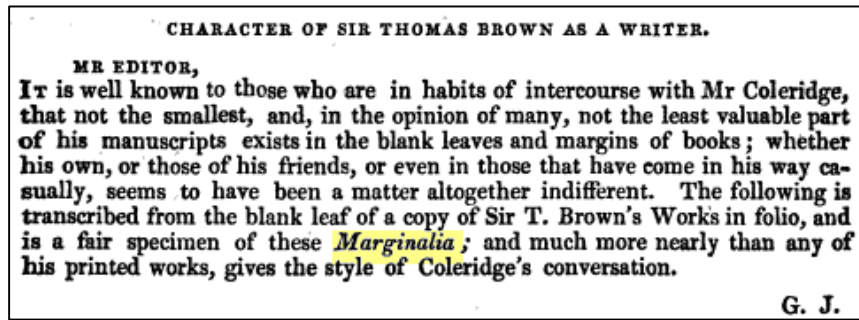 CHARACTER OF SIR THOMAS BROWN AS A WRITER.
MR EDITOR,
IT is well known to those who are in habits of intercourse with Mr Coleridge,
that not the smallest, and, in the opinion of many, not the least valuable part
of his manuscripts exists in the blank leaves and margins of books; whether
his own, or those of his friends, or even in those that have come in his way ca-
sually, seems to have been a matter altogether indifferent. The following is
transcribed from the blank leaf of a copy of Sir T. Brown's Works in folio, and
is a fair specimen of these Marginalia; and much more nearly than any of
his printed works, gives the style of Coleridge's conversation.
G. J.